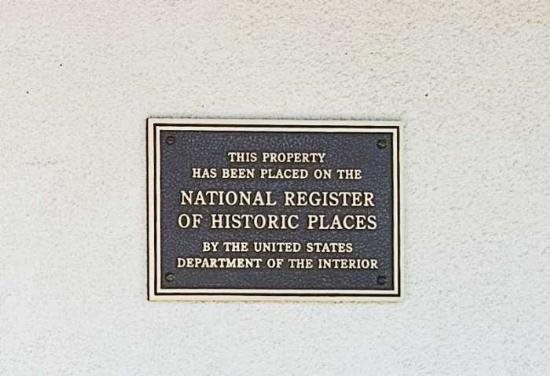 THIS PROPERTY
HAS BEEN PLACED ON THE
NATIONAL REGISTER
OF HISTORIC PLACES
BY THE UNITED STATES
DEPARTMENT OF THE INTERIOR